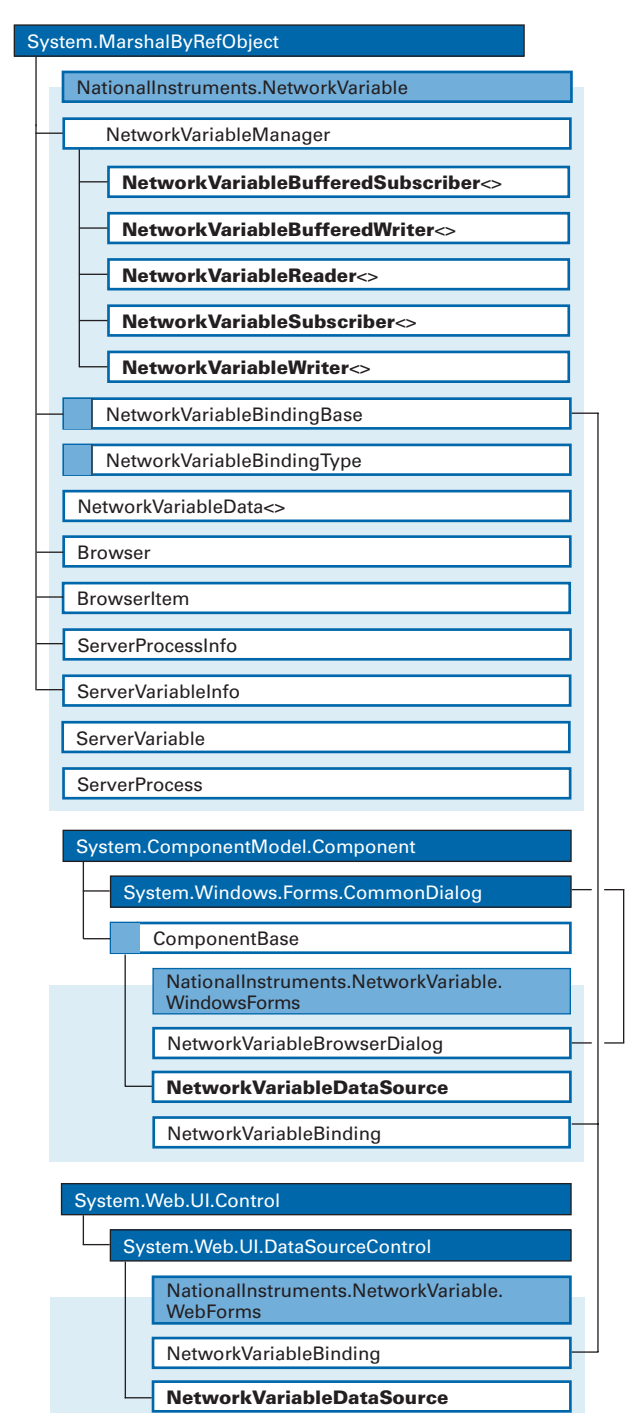 System.MarshalByRefObject
NationalInstruments.NetworkVariable
NetworkVariableManager
NetworkVariableBufferedSubscriber<>
NetworkVariableBufferedWriter<>
NetworkVariableReader<>
NetworkVariableSubscriber<>
NetworkVariableWriter<>
NetworkVariableBindingBase
NetworkVariableBindingType
NetworkVariableData<>
Browser
BrowserItem
ServerProcessInfo
ServerVariableInfo
ServerVariable
ServerProcess
System.ComponentModel.Component
System.Windows.Forms.CommonDialog
ComponentBase
NationalInstruments.NetworkVariable.
WindowsForms
NetworkVariableBrowserDialog
NetworkVariableDataSource
NetworkVariableBinding
System.Web.UI.Control
System.Web.UI.DataSourceControl
NationalInstruments.NetworkVariable.
WebForms
NetworkVariableBinding
NetworkVariableDataSource